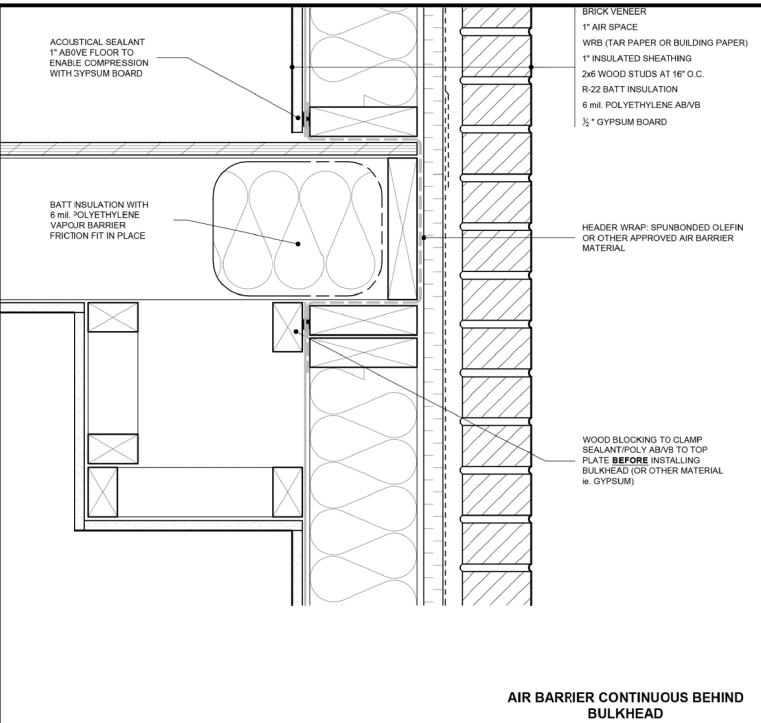 BRICK VENEER
1" AIR SPACE
WRB (TAR PAPER OR BUILDING PAPER)
1" INSULATED SHEATHING
2x6 WOOD STUDS AT 16" O.C.
R-22 BATT INSULATION
6 mil. POLYETHYLENE AB/VB
½ " GYPSUM BOARD
ACOUSTICAL SEALANT
1" ABOVE FLOOR TO
ENABLE COMPRESSION
WITH GYPSUM BOARD
BATT INSULATION WITH
6 mil. POLYETHYLENE
VAPOUR BARRIER
FRICTION FIT IN PLACE
HEADER WRAP: SPUNBONDED OLEFIN
OR OTHER APPROVED AIR BARRIER
MATERIAL
WOOD BLOCKING TO CLAMP
SEALANT/POLY AB/VB TO TOP
PLATE BEFORE INSTALLING
BULKHEAD (OR OTHER MATERIAL
ie. GYPSUM)
AIR BARRIER CONTINUOUS BEHIND
BULKHEAD